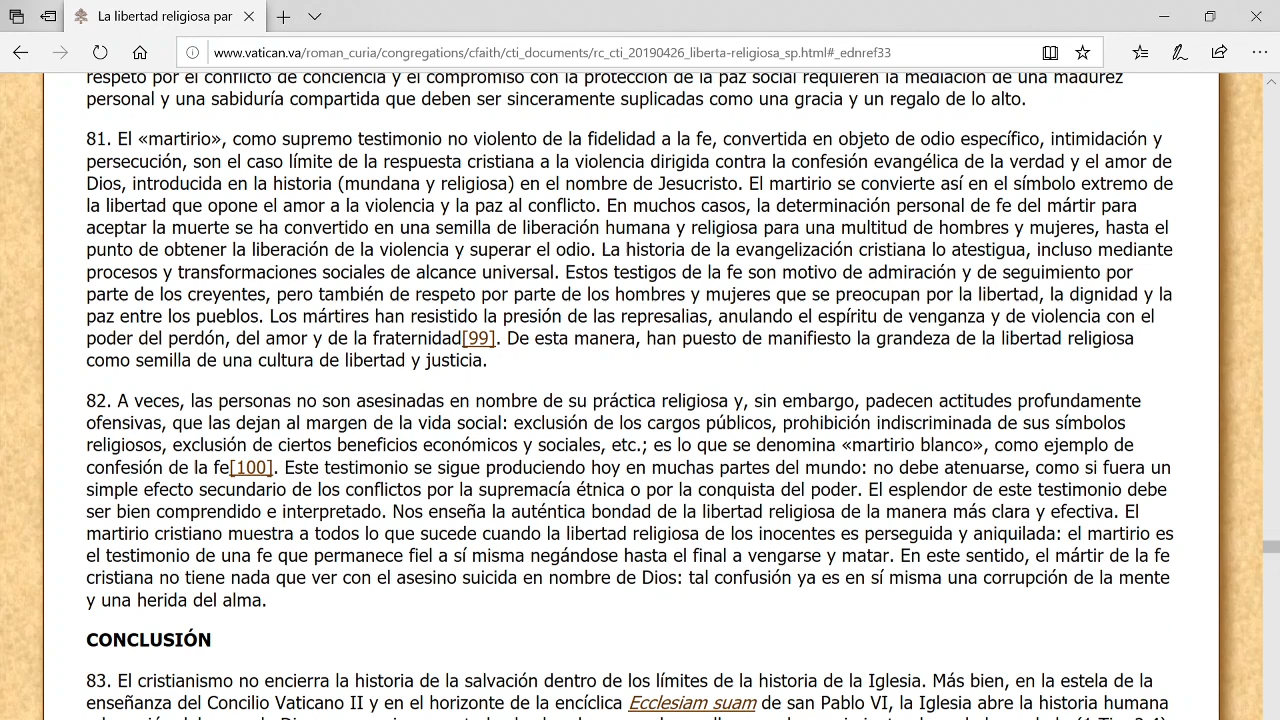 La libertad religiosa par
www.vatican.va/roman_curia/congregations/cfaith/cti_documents/rc_cti_20190426_liberta-religiosa_sp.html#_ednref33
respeto por el conflicto de conciencia y el compromiso con la protección de la paz social requieren la mediación de una madurez
personal y una sabiduría compartida que deben ser sinceramente suplicadas como una gracia y un regalo de lo alto.
81. El «martirio», como supremo testimonio no violento de la fidelidad a la fe, convertida en objeto de odio específico, intimidación y
persecución, son el caso límite de la respuesta cristiana a la violencia dirigida contra la confesión evangélica de la verdad y el amor de
Dios, introducida en la historia (mundana y religiosa) en el nombre de Jesucristo. El martirio se convierte así en el símbolo extremo de
la libertad que opone el amor a la violencia y la paz al conflicto. En muchos casos, la determinación personal de fe del mártir para
aceptar la muerte se ha convertido en una semilla de liberación humana y religiosa para una multitud de hombres y mujeres, hasta el
punto de obtener la liberación de la violencia y superar el odio. La historia de la evangelización cristiana lo atestigua, incluso mediante
procesos y transformaciones sociales de alcance universal. Estos testigos de la fe son motivo de admiración y de seguimiento por
parte de los creyentes, pero también de respeto por parte de los hombres y mujeres que se preocupan por la libertad, la dignidad y la
paz entre los pueblos. Los mártires han resistido la presión de las represalias, anulando el espíritu de venganza y de violencia con el
poder del perdón, del amor y de la fraternidad[99]. De esta manera, han puesto de manifiesto la grandeza de la libertad religiosa
como semilla de una cultura de libertad y justicia.
82. A veces, las personas no son asesinadas en nombre de su práctica religiosa y, sin embargo, padecen actitudes profundamente
ofensivas, que las dejan al margen de la vida social: exclusión de los cargos públicos, prohibición indiscriminada de sus símbolos
religiosos, exclusión de ciertos beneficios económicos y sociales, etc.; es lo que se denomina «martirio blanco», como ejemplo de
confesión de la fe[100]. Este testimonio se sigue produciendo hoy en muchas partes del mundo: no debe atenuarse, como si fuera un
simple efecto secundario de los conflictos por la supremacía étnica o por la conquista del poder. El esplendor de este testimonio debe
ser bien comprendido e interpretado. Nos enseña la auténtica bondad de la libertad religiosa de la manera más clara y efectiva. El
martirio cristiano muestra a todos lo que sucede cuando la libertad religiosa de los inocentes es perseguida y aniquilada: el martirio es
el testimonio de una fe que permanece fiel a sí misma negándose hasta el final a vengarse y matar. En este sentido, el mártir de la fe
cristiana no tiene nada que ver con el asesino suicida en nombre de Dios: tal confusión ya es en sí misma una corrupción de la mente
y una herida del alma.
CONCLUSIÓN
83. El cristianismo no encierra la historia de la salvación dentro de los límites de la historia de la Iglesia. Más bien, en la estela de la
enseñanza del Concilio Vaticano II y en el horizonte de la encíclica Ecclesiam suam de san Pablo VI, la Iglesia abre la historia humana